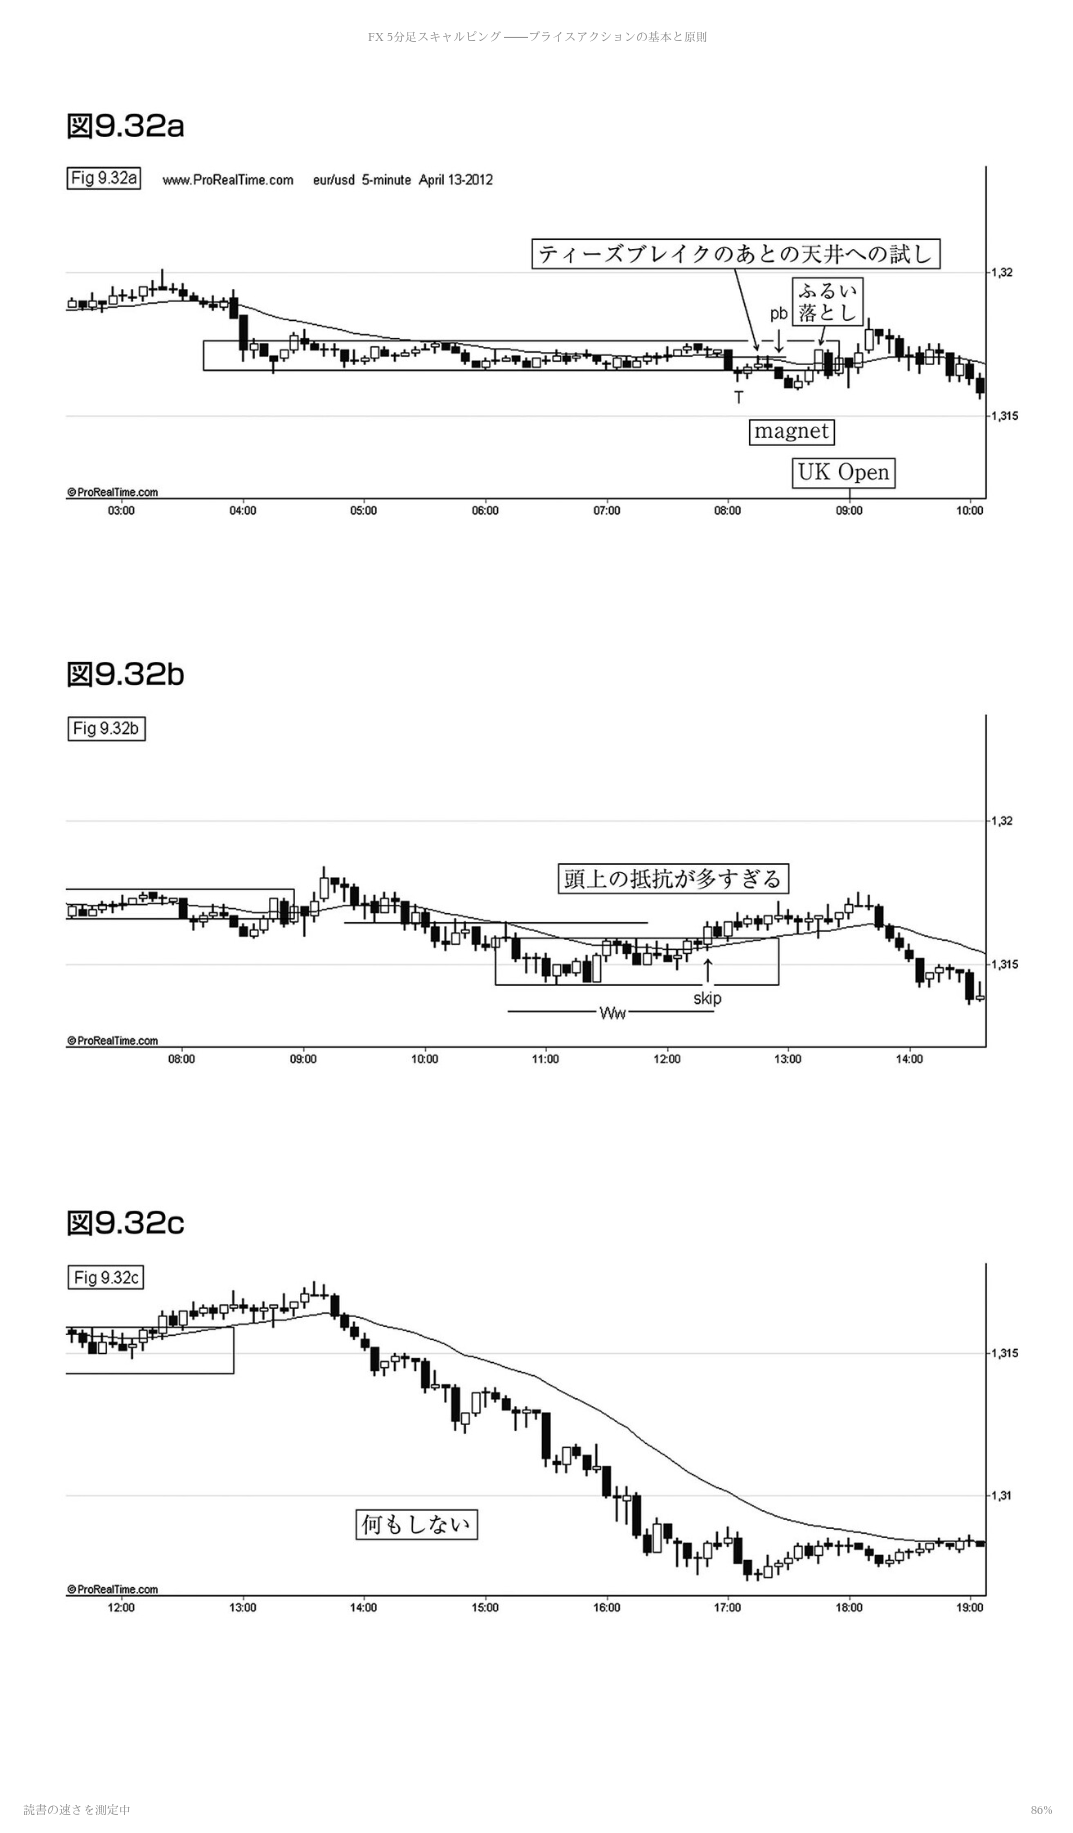 FX 5分足スキャルピング ――プライスアクションの基本と原則
図9.32a
Fig 9.32a www.ProRealTime.com eur/usd 5-minute April 13-2012
ティーズブレイクのあとの天井への試し
1,32
ふるい
落とし
pb
T
1,315
magnet
UK Open
©ProRealTime.com
03:00 04:00 05:00 06:00 07:00 08:00 09:00 10:00
図9.32b
Fig 9.32b
1,32
頭上の抵抗が多すぎる
1,315
skip
Ww
©ProRealTime.com
08:00 09:00 10:00 11:00 12:00 13:00 14:00
図9.32c
Fig 9.32c
1,315
1,31
何もしない
©ProRealTime.com
12:00 13:00 14:00 15:00 16:00 17:00 18:00 19:00
読書の速さを測定中 86%